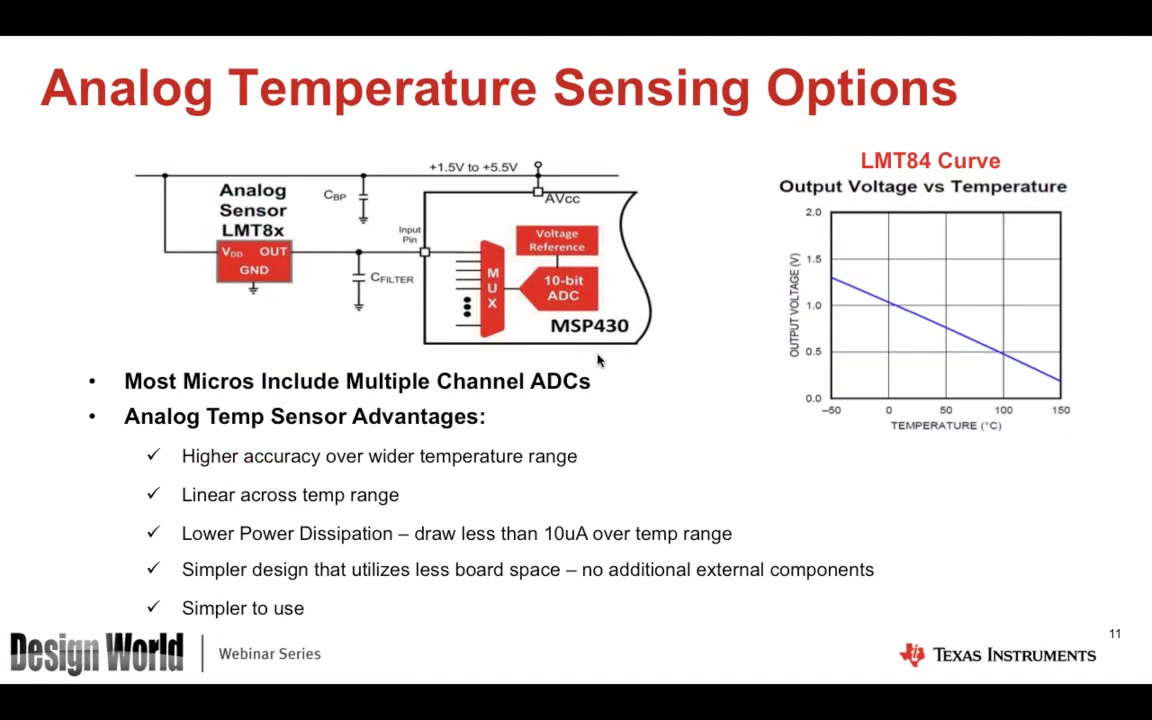 Analog Temperature Sensing Options
+1.5V to +5.5V
AVcc
CBP
Analog
Sensor
LMT8x
VDD OUT
GND
Input
Pin
CFILTER
MUX
Voltage
Reference
10-bit
ADC
MSP430
LMT84 Curve
Output Voltage vs Temperature
OUTPUT VOLTAGE (V)
2.0
1.5
1.0
0.5
0.0
−50 0 50 100 150
TEMPERATURE (°C)
• Most Micros Include Multiple Channel ADCs
• Analog Temp Sensor Advantages:
✓ Higher accuracy over wider temperature range
✓ Linear across temp range
✓ Lower Power Dissipation – draw less than 10uA over temp range
✓ Simpler design that utilizes less board space – no additional external components
✓ Simpler to use
11
Design World
Webinar Series
TEXAS INSTRUMENTS